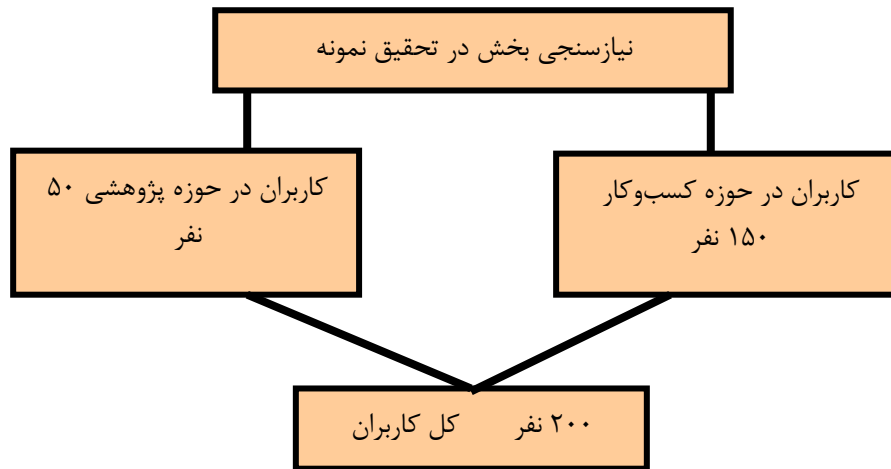 نیازسنجی بخش در تحقیق نمونه
کاربران در حوزه کسب‌وکار
۱۵۰ نفر
کاربران در حوزه پژوهشی ۵۰
نفر
۲۰۰ نفر کل کاربران